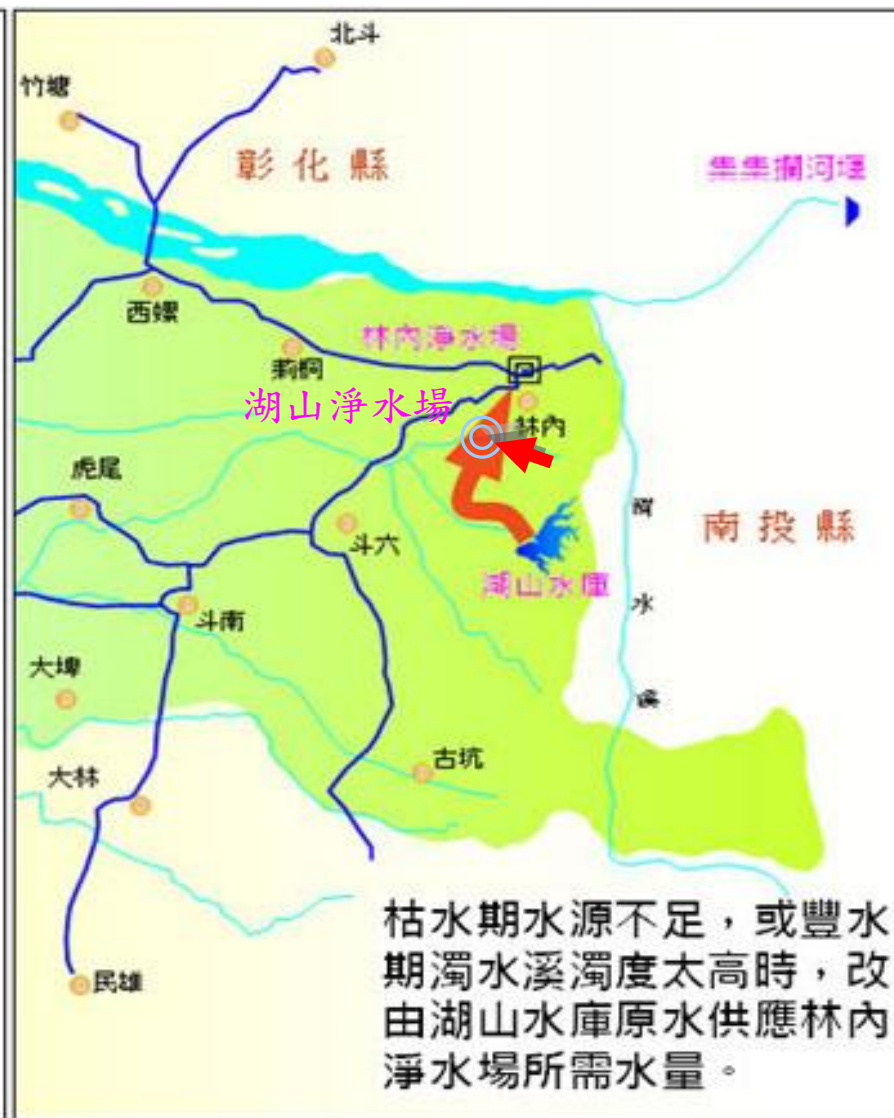 北斗
竹塘
彰化縣
集集攔河堰
西螺
林內淨水場
莿桐
湖山淨水場
林內
虎尾
斗六
湖山水庫
南投縣
水
溪
斗南
大埤
古坑
大林
民雄
枯水期水源不足，或豐水
期濁水溪濁度太高時，改
由湖山水庫原水供應林內
淨水場所需水量。